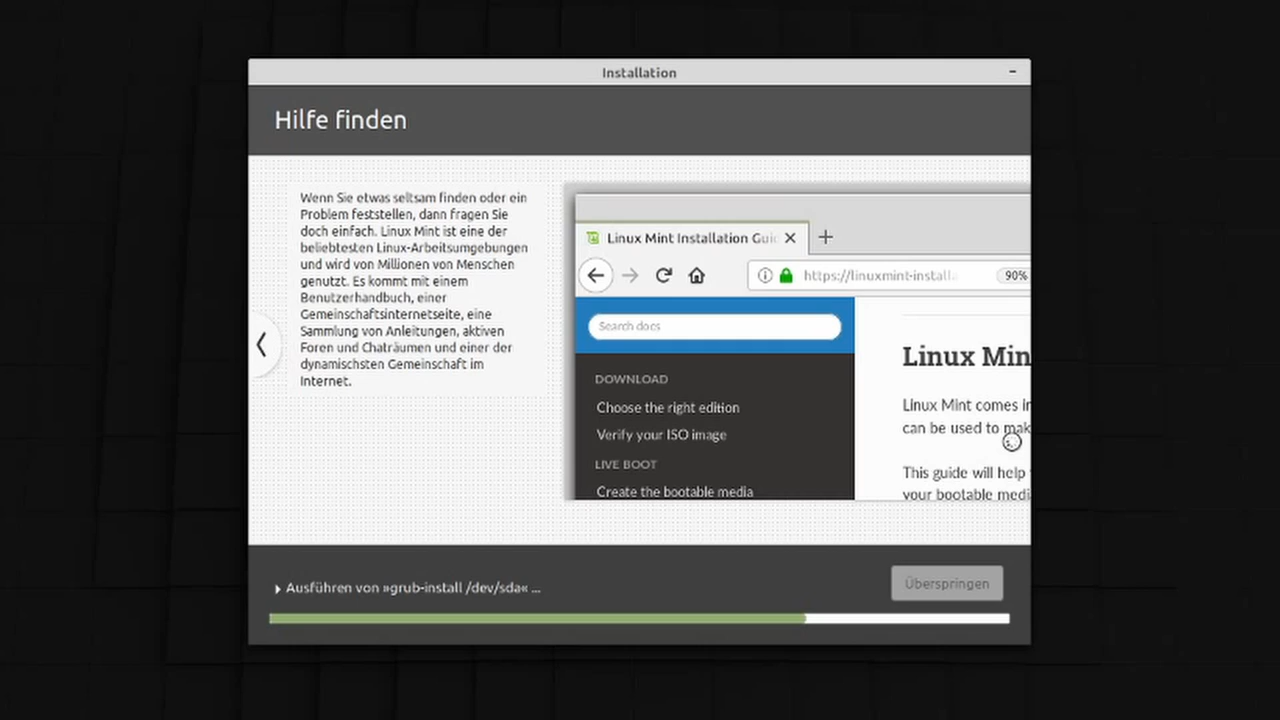 Installation
Hilfe finden
Wenn Sie etwas seltsam finden oder ein
Problem feststellen, dann fragen Sie
doch einfach. Linux Mint ist eine der
beliebtesten Linux-Arbeitsumgebungen
und wird von Millionen von Menschen
genutzt. Es kommt mit einem
Benutzerhandbuch, einer
Gemeinschaftsinternetseite, eine
Sammlung von Anleitungen, aktiven
Foren und Chaträumen und einer der
dynamischsten Gemeinschaft im
Internet.
Linux Mint Installation Guid
https://linuxmint-installa
90%
Search docs
DOWNLOAD
Choose the right edition
Verify your ISO image
LIVE BOOT
Create the bootable media
Linux Min
Linux Mint comes in
can be used to mak
This guide will help
your bootable medi
Ausführen von »grub-install /dev/sda« ...
Überspringen